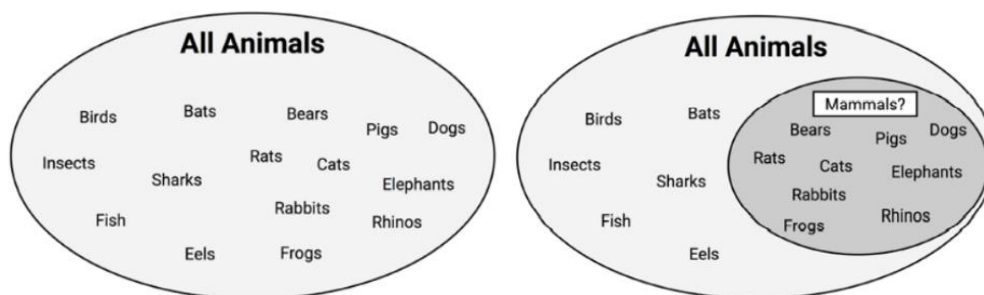 All Animals
Birds
Bats
Bears
Pigs
Dogs
Insects
Sharks
Rats
Cats
Elephants
Fish
Rabbits
Rhinos
Eels
Frogs
All Animals
Mammals?
Birds
Bats
Bears
Pigs
Dogs
Insects
Sharks
Rats
Cats
Elephants
Rabbits
Fish
Frogs
Rhinos
Eels